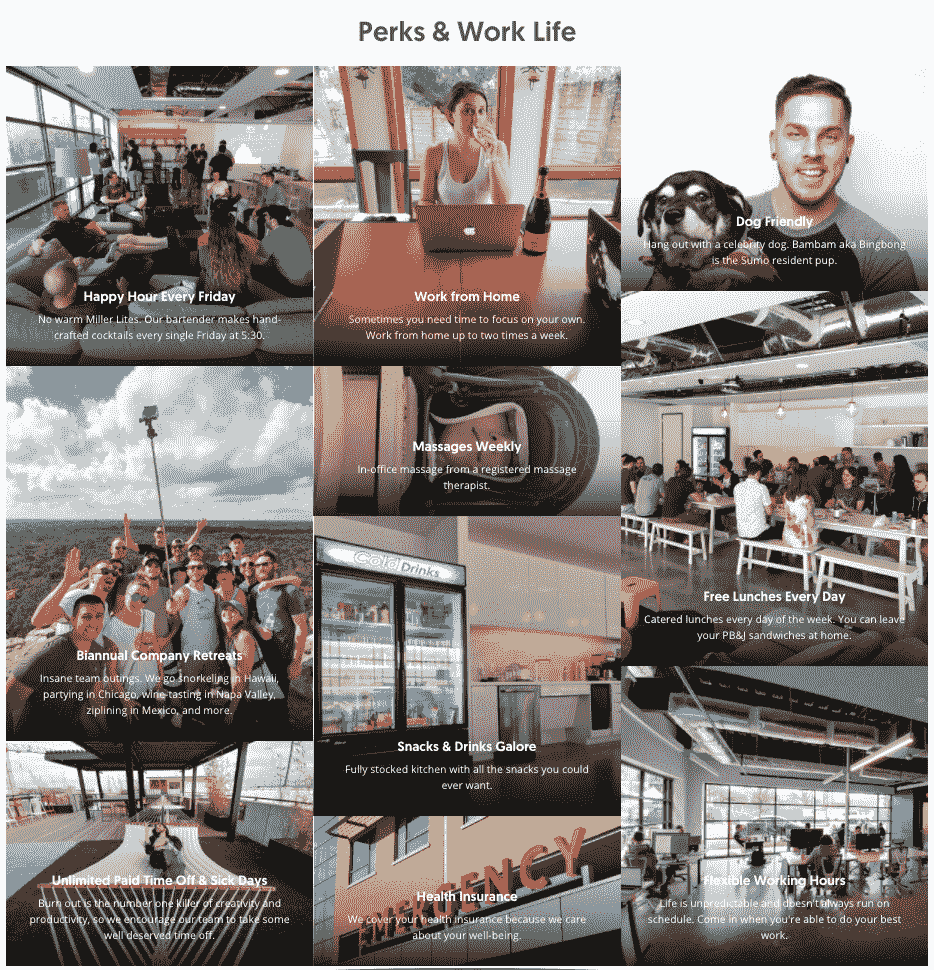 Perks & Work Life
Happy Hour Every Friday
No warm Miller Lites. Our bartender makes hand-
crafted cocktails every single Friday at 5:30.
Work from Home
Sometimes you need time to focus on your own.
Work from home up to two times a week.
Dog Friendly
Hang out with a celebrity dog. Bambam aka Bingbong
is the Sumo resident pup.
Massages Weekly
In-office massage from a registered massage
therapist.
Free Lunches Every Day
Catered lunches every day of the week. You can leave
your PB&J sandwiches at home.
Biannual Company Retreats
Insane team outings. We go snorkeling in Hawaii,
partying in Chicago, wine-tasting in Napa Valley,
ziplining in Mexico, and more.
Cold Drinks
Snacks & Drinks Galore
Fully stocked kitchen with all the snacks you could
ever want.
Unlimited Paid Time Off & Sick Days
Burn out is the number one killer of creativity and
productivity, so we encourage our team to take some
well deserved time off.
Health Insurance
We cover your health insurance because we care
about your well-being.
Flexible Working Hours
Life is unpredictable and doesn't always run on
schedule. Come in when you're able to do your best
work.